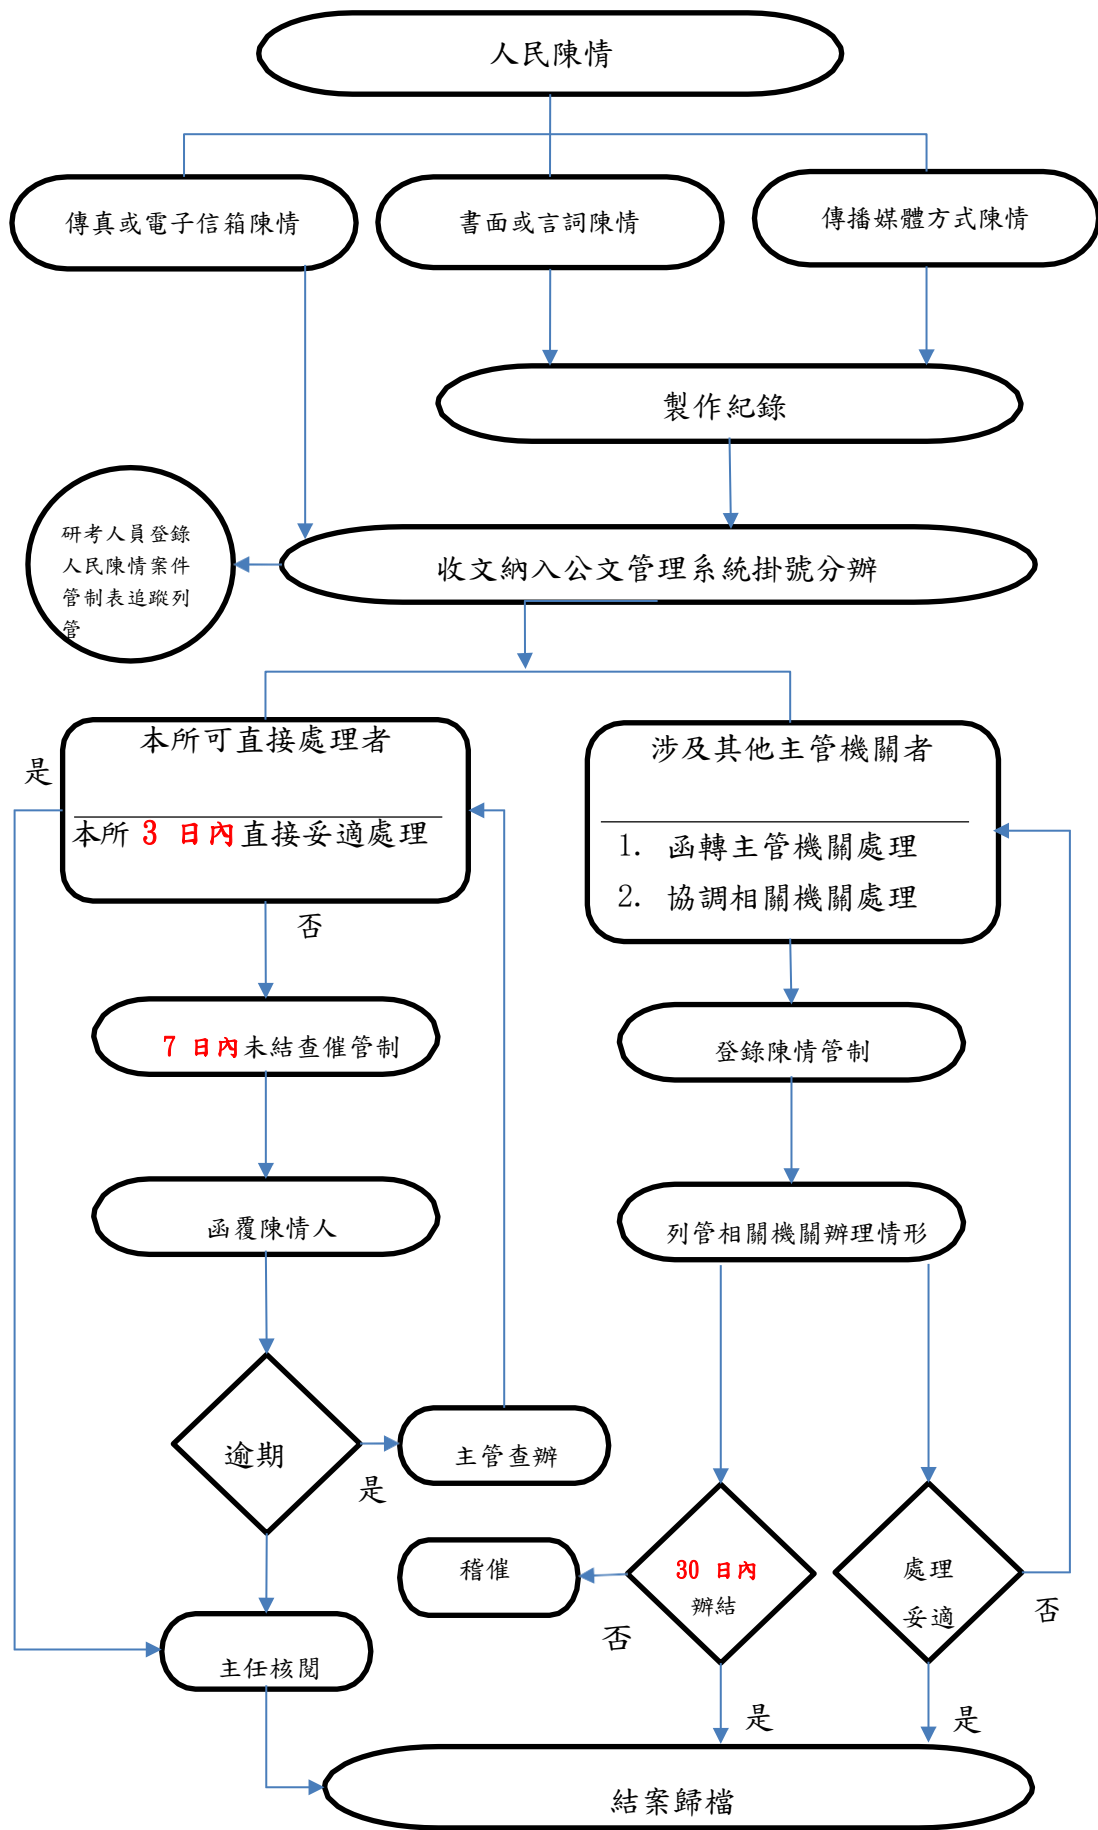 人民陳情
傳真或電子信箱陳情
書面或言詞陳情
傳播媒體方式陳情
製作紀錄
研考人員登錄
人民陳情案件
管制表追蹤列
管
收文納入公文管理系統掛號分辦
本所可直接處理者
是
本所 3 日內直接妥適處理
涉及其他主管機關者
1. 函轉主管機關處理
2. 協調相關機關處理
否
7 日內未結查催管制
登錄陳情管制
函覆陳情人
列管相關機關辦理情形
逾期
是
主管查辦
稽催
30 日內
辦結
否
處理
妥適
否
主任核閱
是
是
結案歸檔